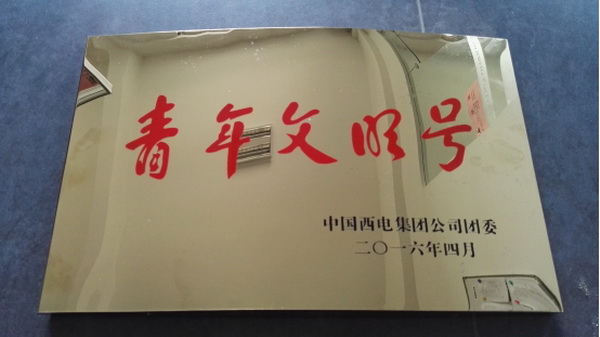 青年文明号
中国西电集团公司团委
二〇一六年四月